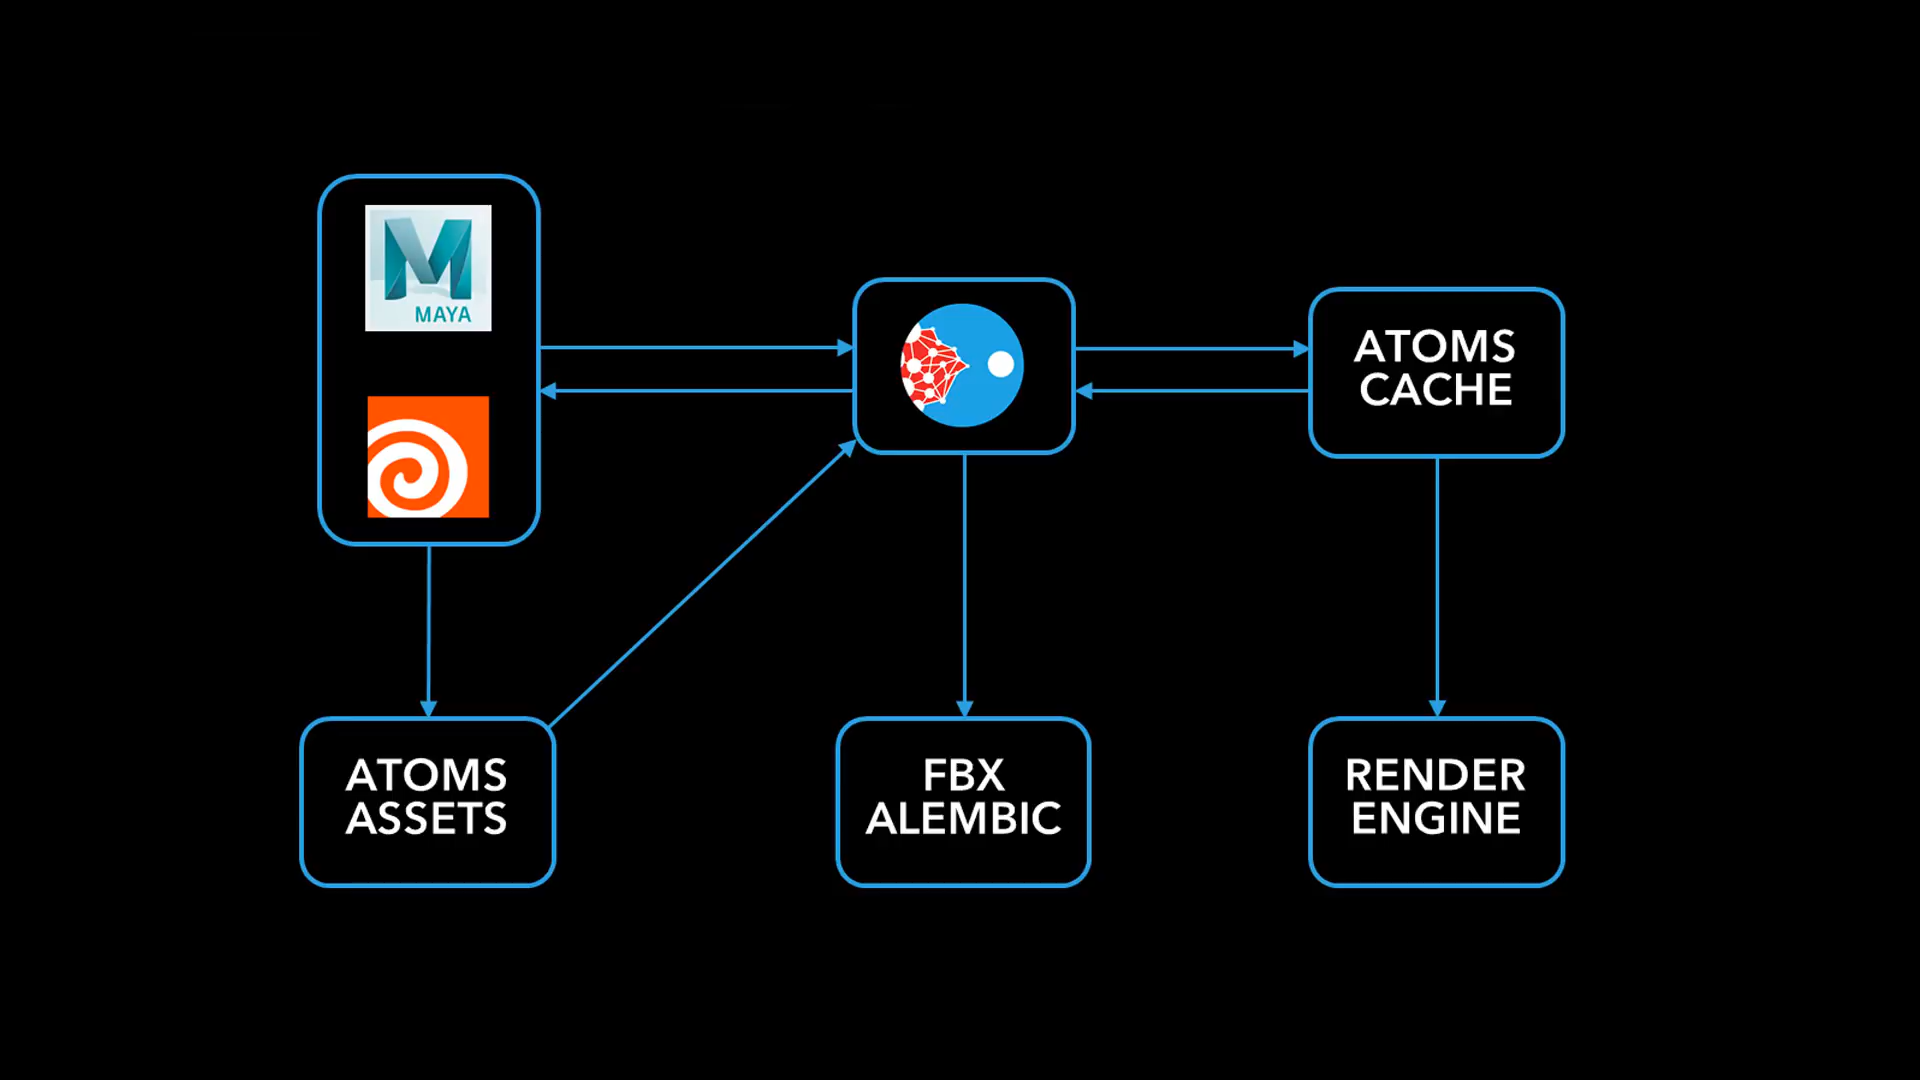 MAYA
ATOMS
CACHE
ATOMS
ASSETS
FBX
ALEMBIC
RENDER
ENGINE